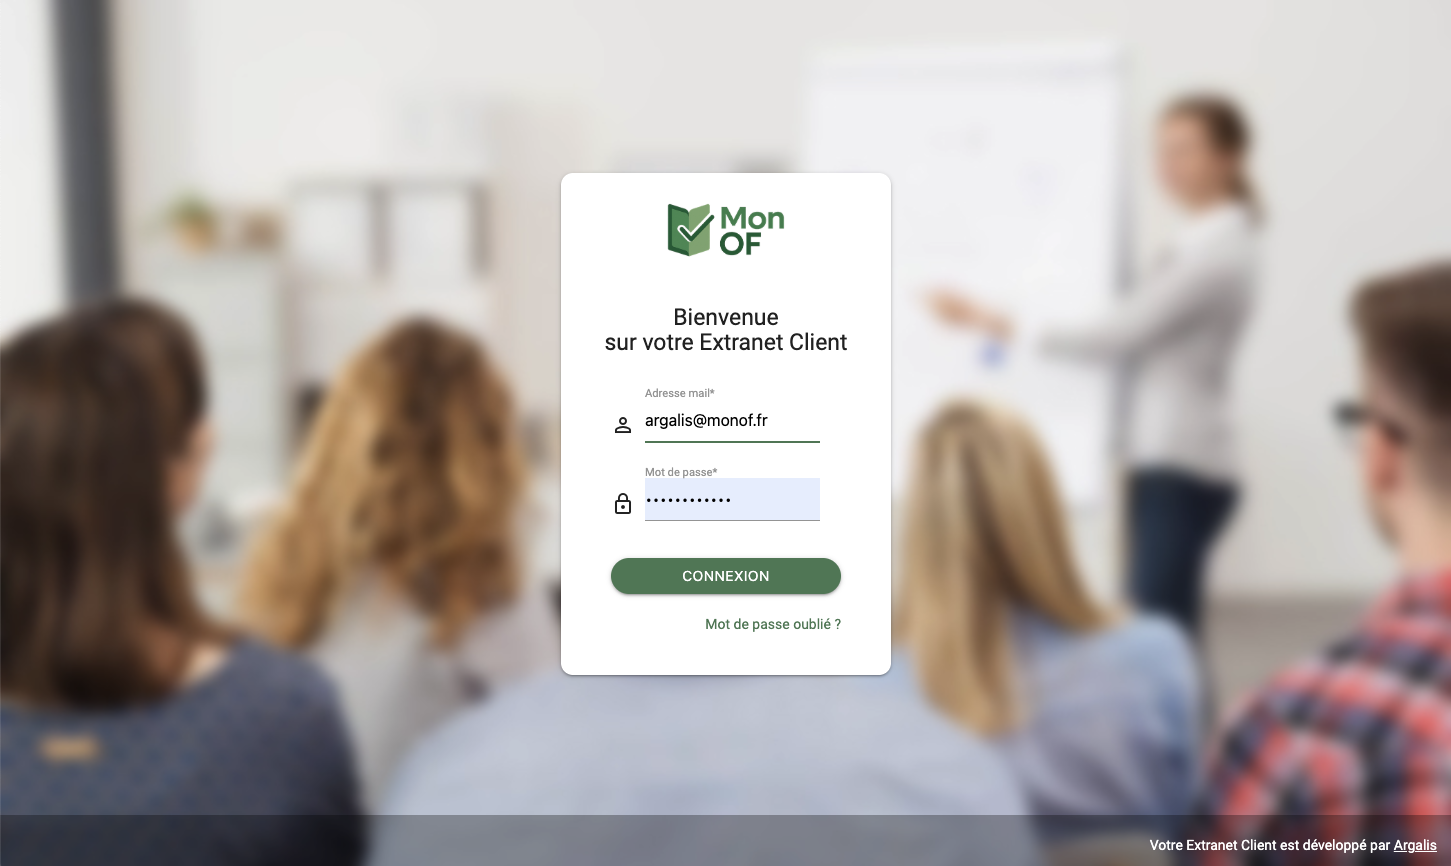 Mon
OF
Bienvenue
sur votre Extranet Client
Adresse mail*
argalis@monof.fr
Mot de passe*
••••••••••••
CONNEXION
Mot de passe oublié ?
Votre Extranet Client est développé par Argalis